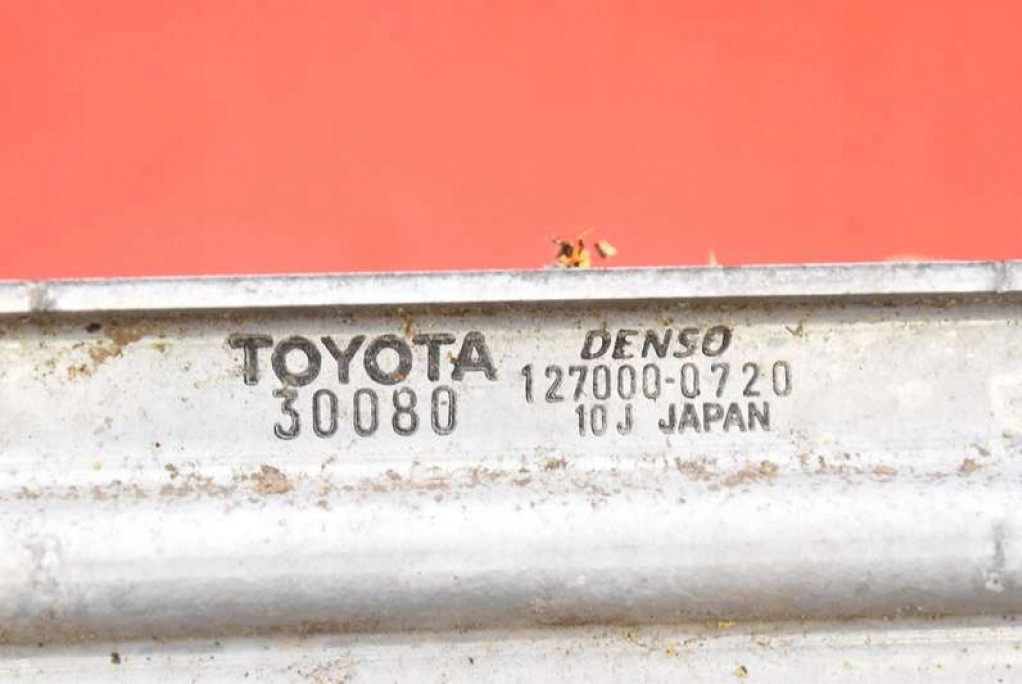 TOYOTA
30080
DENSO
127000-0720
10J JAPAN